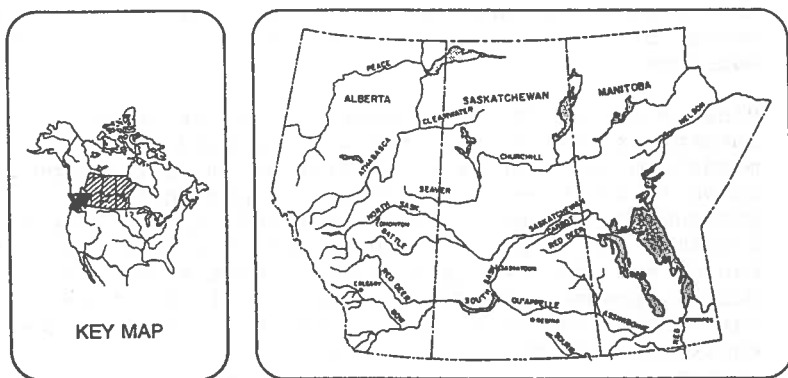 KEY MAP
PEACE
ALBERTA
SASKATCHEWAN
MANITOBA
CLEARWATER
NELSON
ATHABASCA
CHURCHILL
BEAVER
NORTH SASK
EDMONTON
BATTLE
SASKATCHEWAN
CARROT
RED DEER
SASKATOON
RED DEER
CALGARY
BOW
SOUTH SASK
QU'APPELLE
REGINA
ASSINIBOINE
SOURIS
RED
WINNIPEG